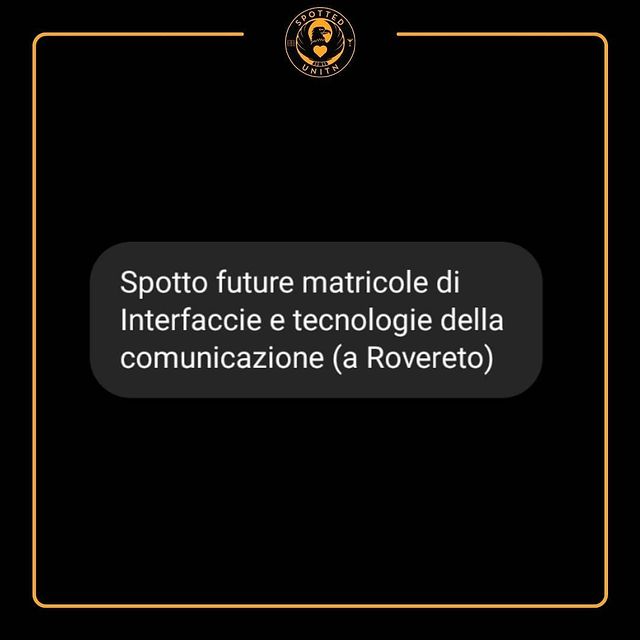 SPOTTED
UNITN
Spotto future matricole di
Interfaccie e tecnologie della
comunicazione (a Rovereto)